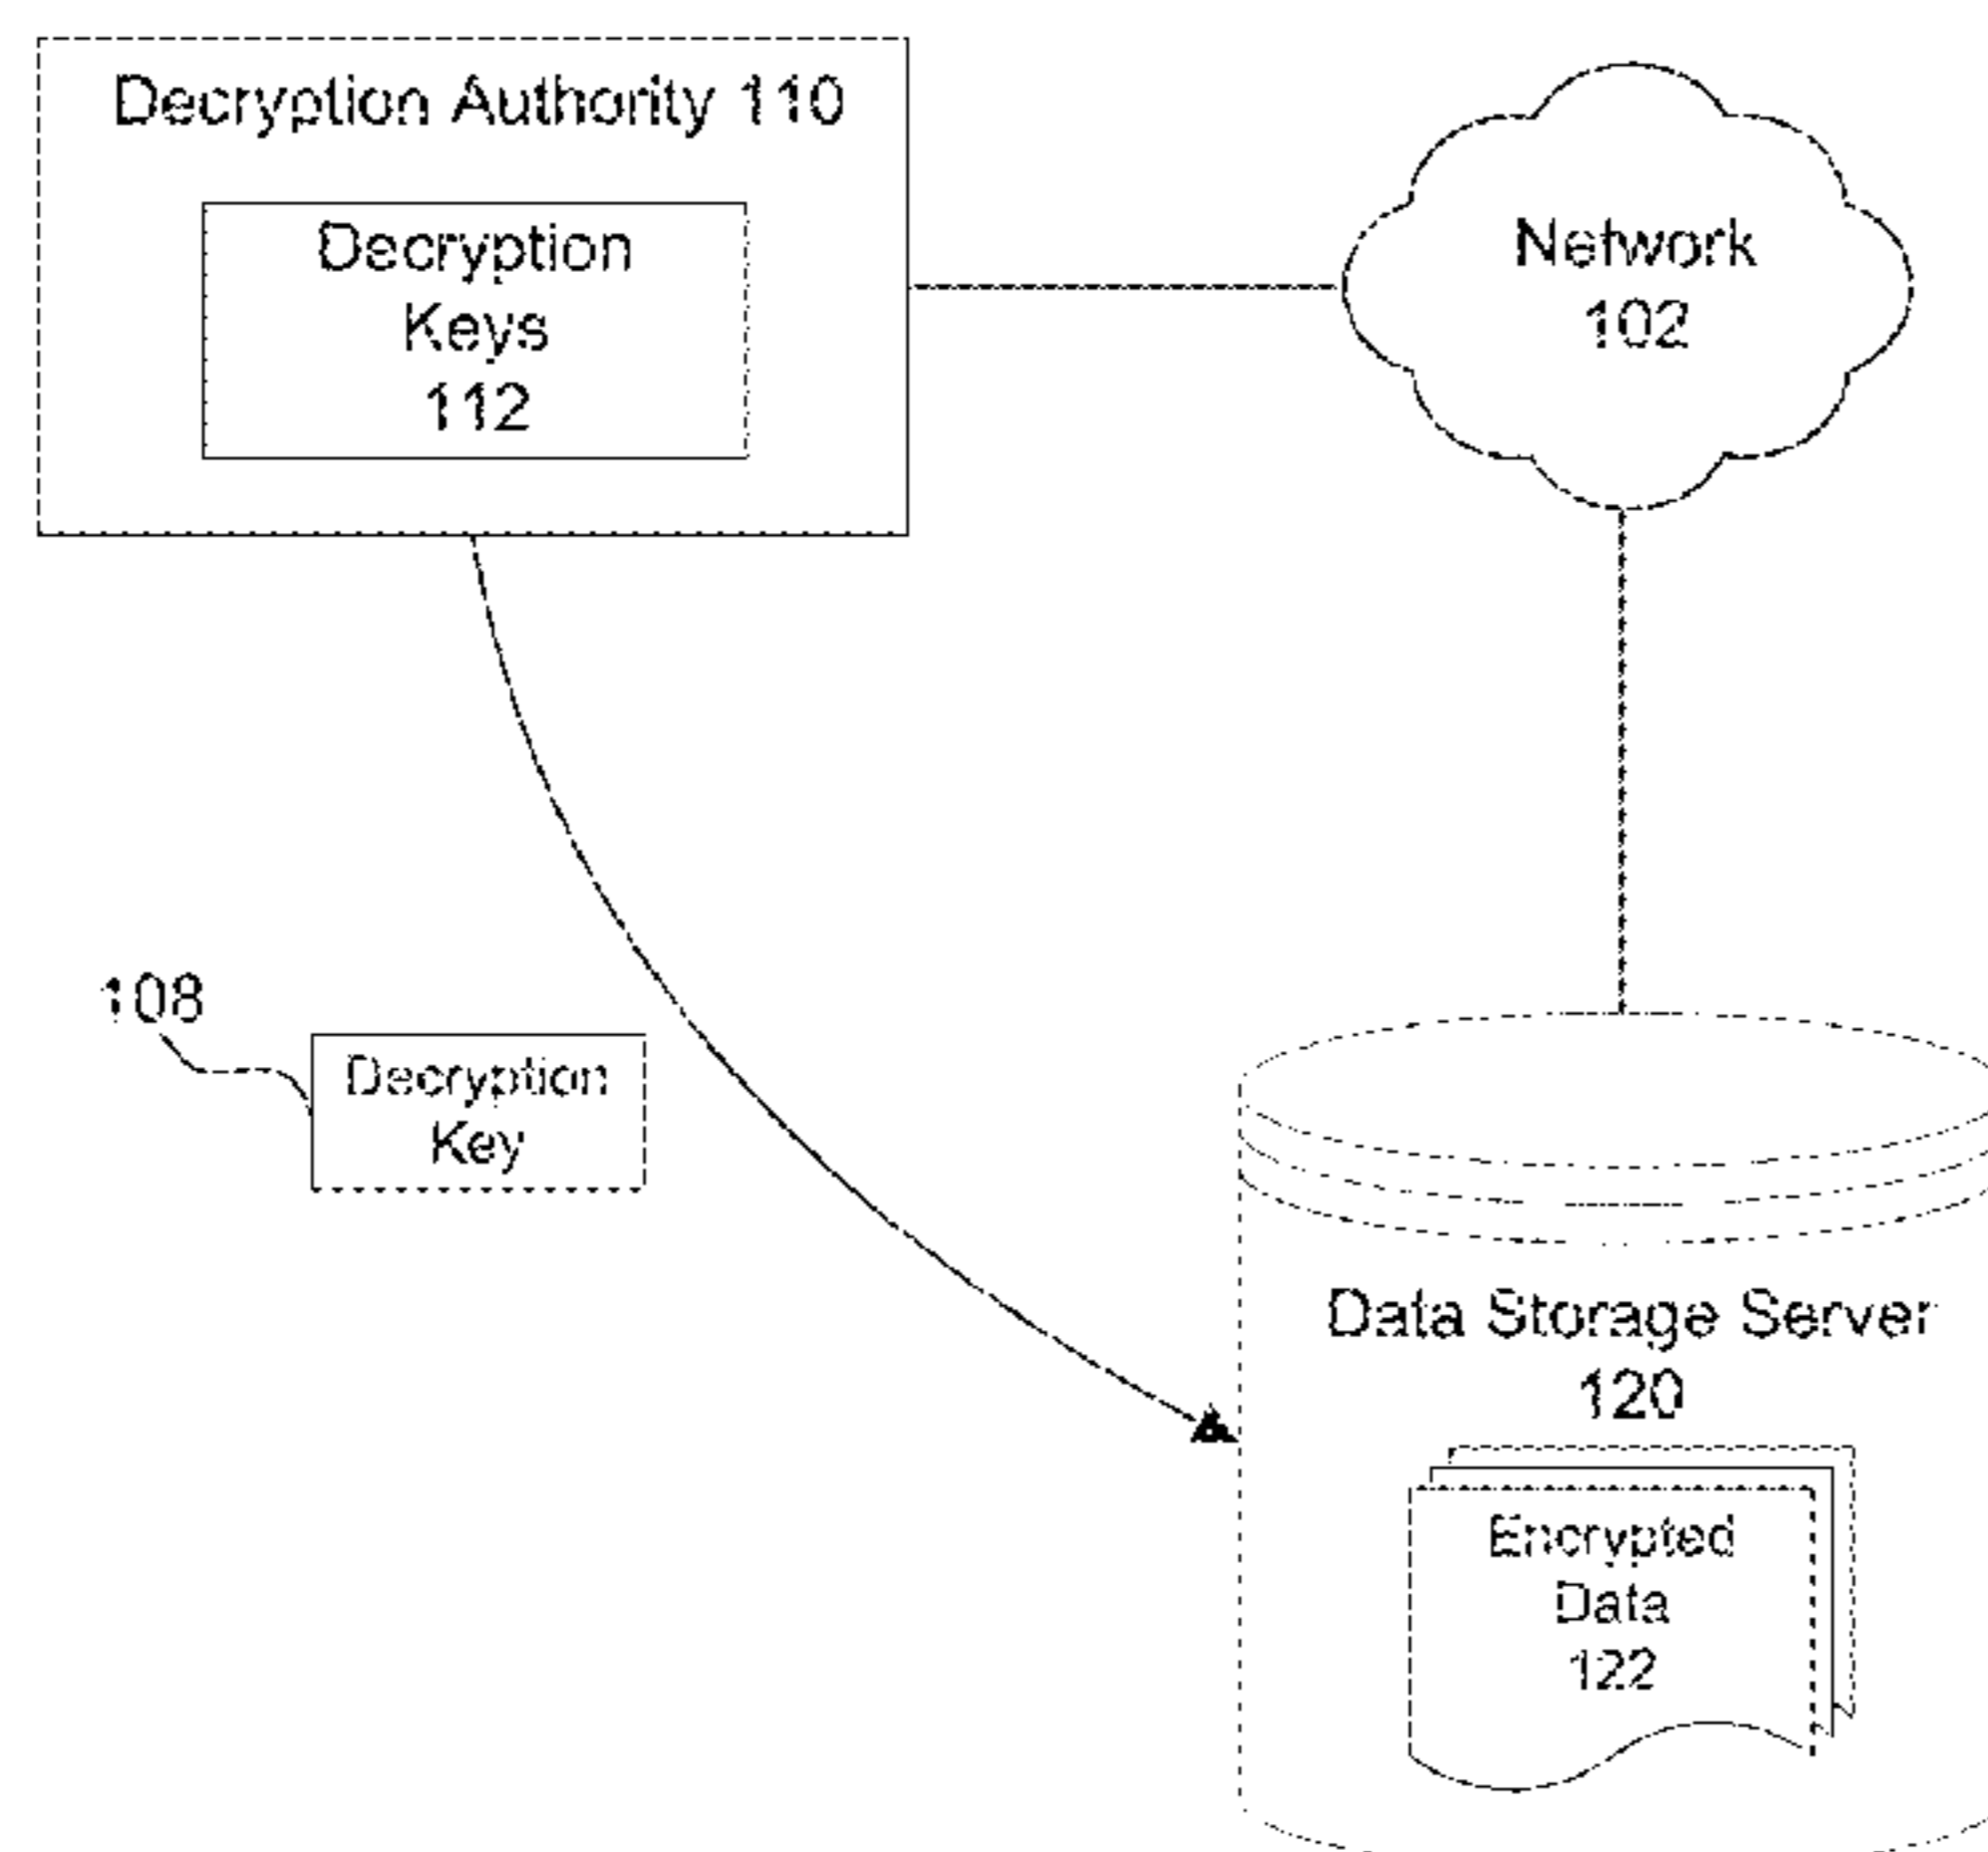 Decryption Authority 110
Decryption
Keys
112
Network
102
108
Decryption
Key
Data Storage Server
120
Encrypted
Data
122